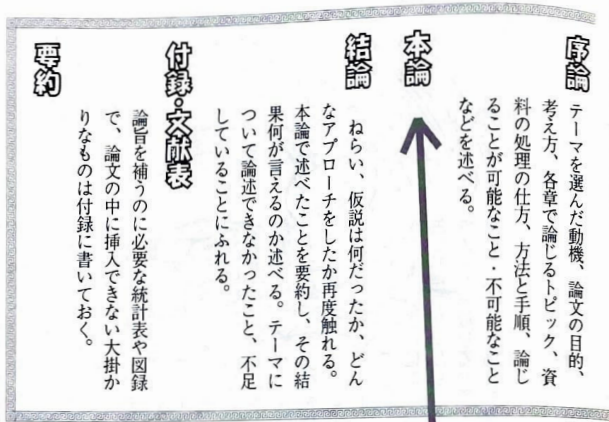 序論
テーマを選んだ動機、論文の目的、
考え方、各章で論じるトピック、資
料の処理の仕方、方法と手順、論じ
ることが可能なこと・不可能なこと
などを述べる。
本論
結論
ねらい、仮説は何だったか、どん
なアプローチをしたか再度触れる。
本論で述べたことを要約し、その結
果何が言えるのか述べる。テーマに
ついて論述できなかったこと、不足
していることにふれる。
付録・文献表
論旨を補うのに必要な統計表や図録
で、論文の中に挿入できない大掛か
りなものは付録に書いておく。
要約